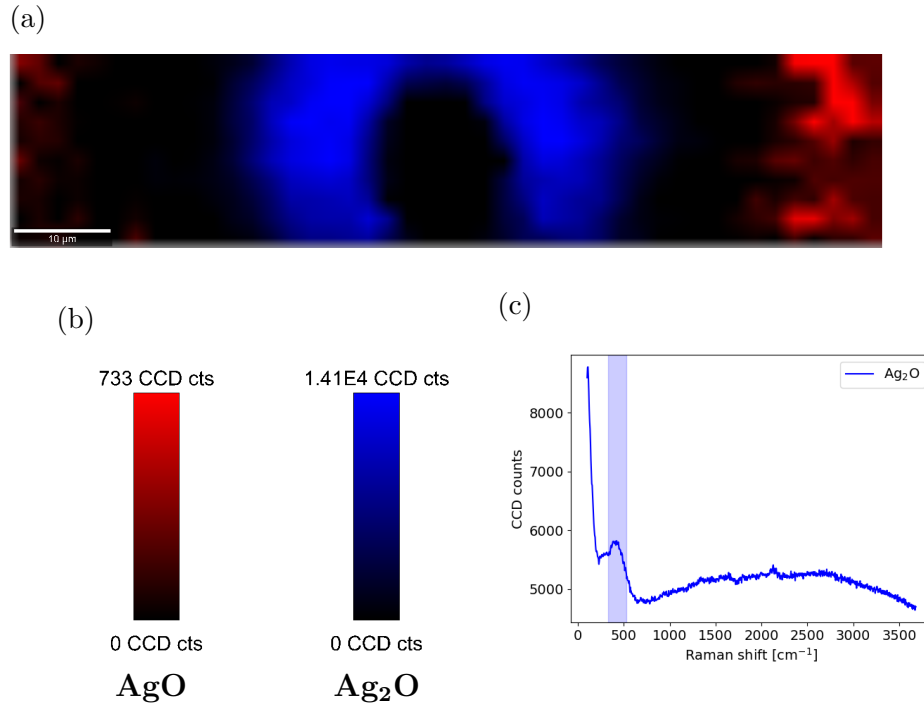 (a)
10 µm
(b)
733 CCD cts
1.41E4 CCD cts
0 CCD cts
0 CCD cts
AgO
Ag₂O
(c)
Ag₂O
CCD counts
8000
7000
6000
5000
0 500 1000 1500 2000 2500 3000 3500
Raman shift [cm⁻¹]